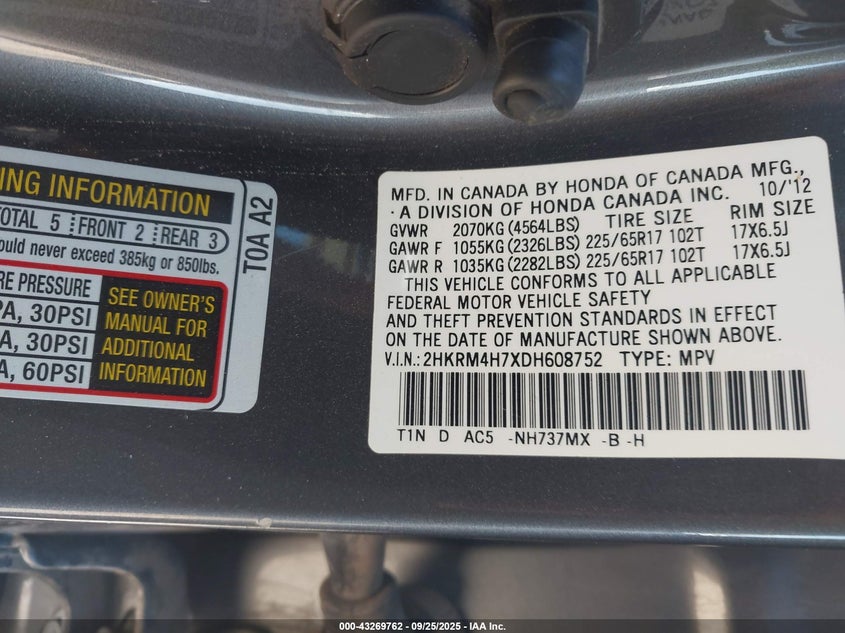 ING INFORMATION
TOTAL 5 FRONT 2 REAR 3
ould never exceed 385kg or 850lbs.
RE PRESSURE
PA, 30PSI
A, 30PSI
A, 60PSI
SEE OWNER'S
MANUAL FOR
ADDITIONAL
INFORMATION
T0A A2
MFD. IN CANADA BY HONDA OF CANADA MFG.,
A DIVISION OF HONDA CANADA INC. 10/'12
GVWR 2070KG (4564LBS) TIRE SIZE RIM SIZE
GAWR F 1055KG (2326LBS) 225/65R17 102T 17X6.5J
GAWR R 1035KG (2282LBS) 225/65R17 102T 17X6.5J
THIS VEHICLE CONFORMS TO ALL APPLICABLE
FEDERAL MOTOR VEHICLE SAFETY
AND THEFT PREVENTION STANDARDS IN EFFECT
ON THE DATE OF MANUFACTURE SHOWN ABOVE.
V.I.N.: 2HKRM4H7XDH608752 TYPE: MPV
T1N D AC5 -NH737MX -B -H
000-43269762 - 09/25/2025 - IAA Inc.